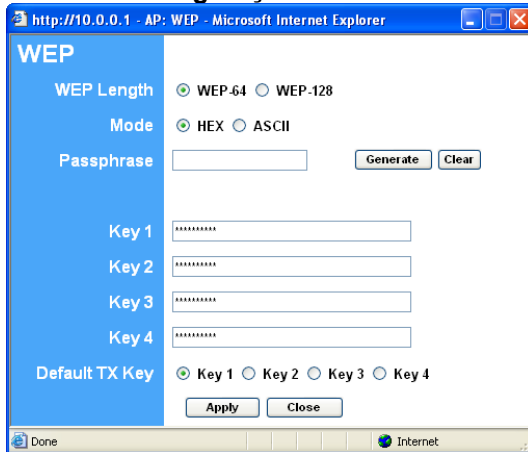 http://10.0.0.1 - AP: WEP - Microsoft Internet Explorer
WEP
WEP Length WEP-64 WEP-128
Mode HEX ASCII
Passphrase Generate Clear
Key 1 **********
Key 2 **********
Key 3 **********
Key 4 **********
Default TX Key Key 1 Key 2 Key 3 Key 4
Apply Close
Done Internet